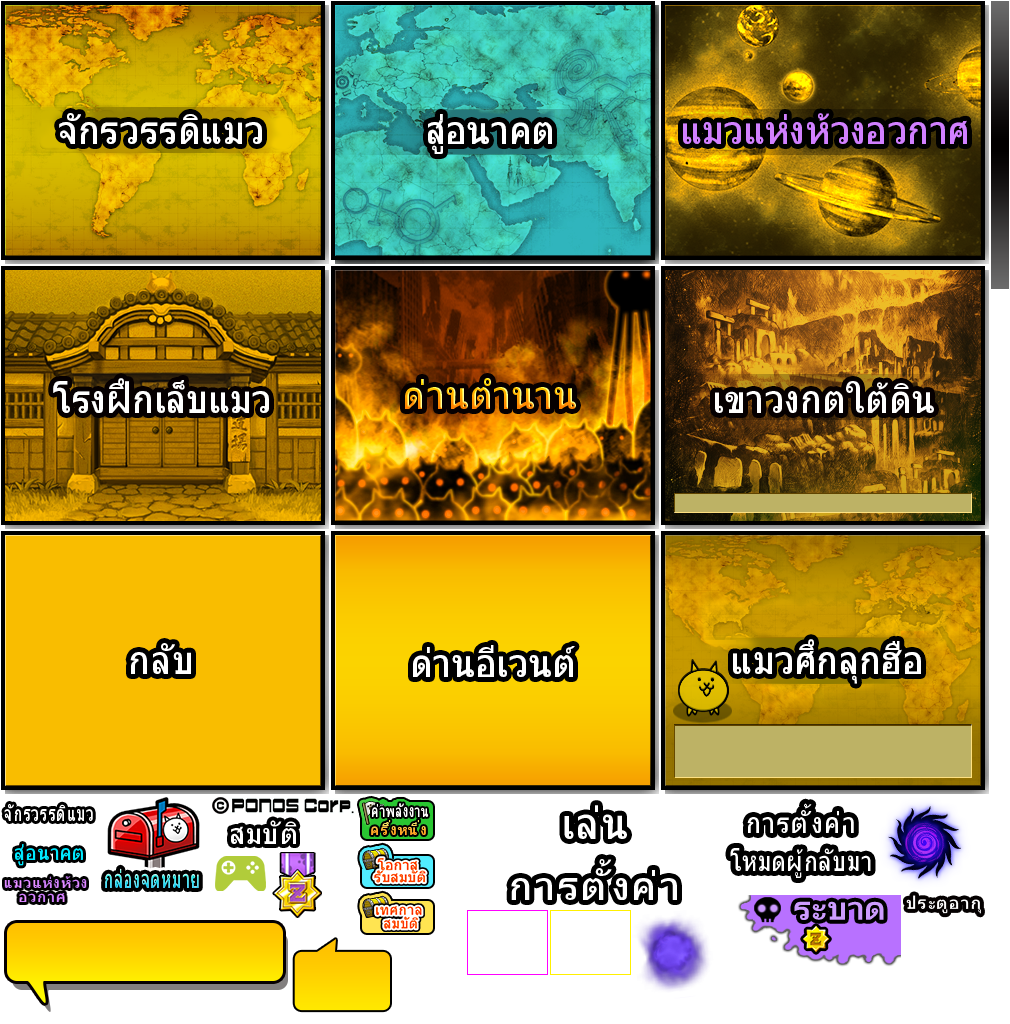 จักรวรรดิแมว
สู่อนาคต
แมวแห่งห้วงอวกาศ
โรงฝึกเล็บแมว
ด่านตำนาน
เขาวงกตใต้ดิน
กลับ
ด่านอีเวนต์
แมวศึกลุกฮือ
จักรวรรดิแมว
สู่อนาคต
แมวแห่งห้วง
อวกาศ
กล่องจดหมาย
© PONOS Corp.
สมบัติ
Z
ค่าพลังงาน
ครึ่งหนึ่ง
โอกาส
รับสมบัติ
เทศกาล
สมบัติ
เล่น
การตั้งค่า
การตั้งค่า
โหมดผู้กลับมา
ประตูอากุ
ระบาด
Z